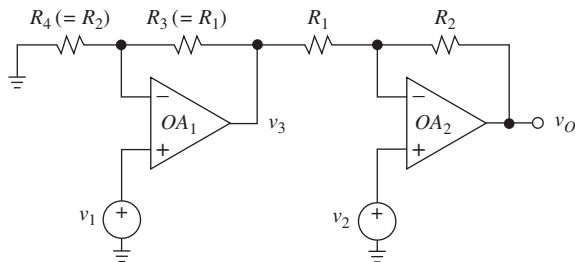 R4 (= R2)
R3 (= R1)
R1
R2
−
OA1
+
v3
−
OA2
+
vO
v1
+
v2
+